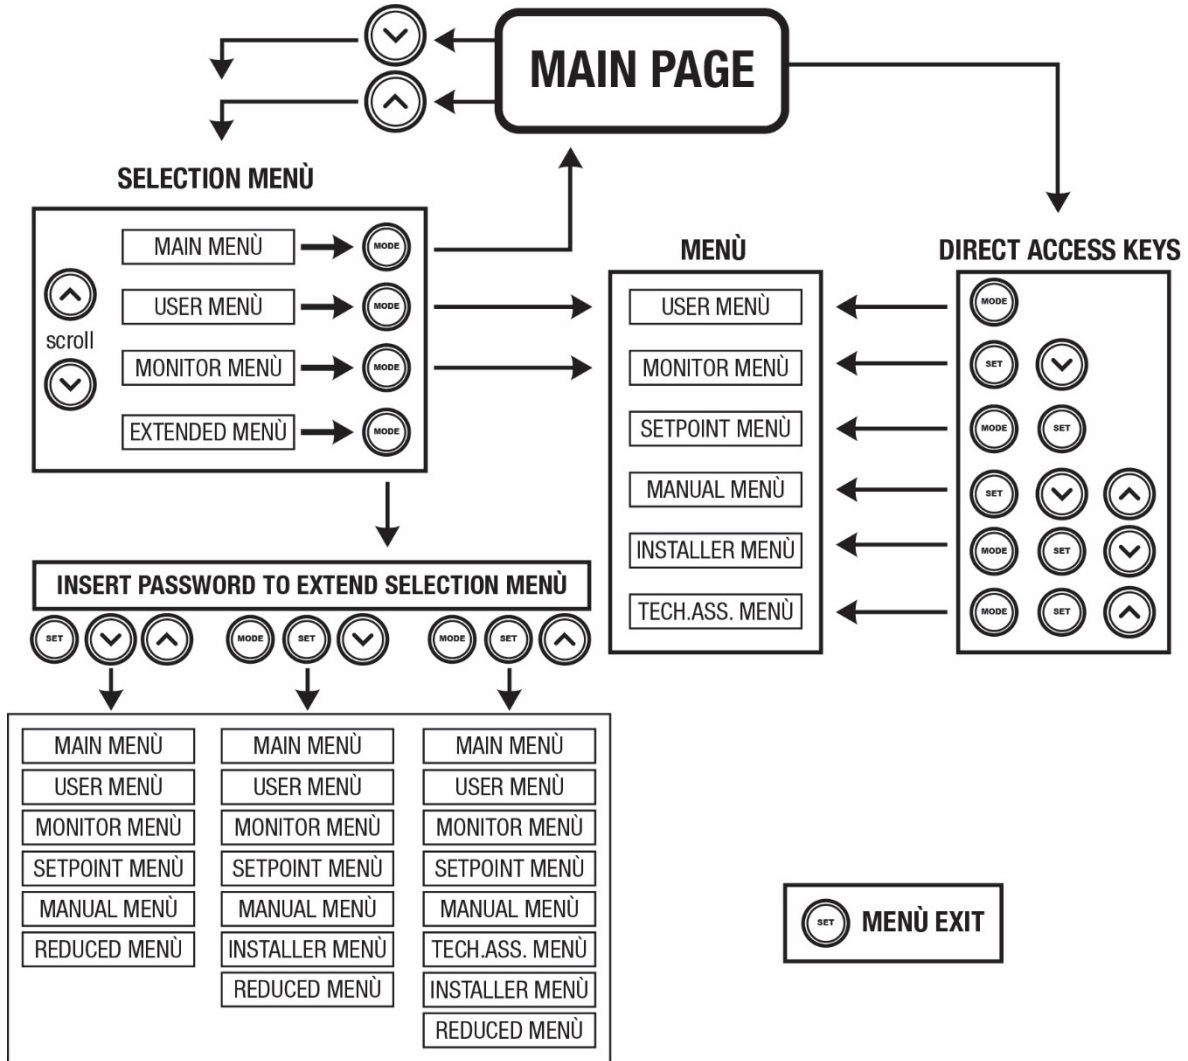 MAIN PAGE
SELECTION MENÙ
MAIN MENÙ MODE
USER MENÙ MODE
scroll
MONITOR MENÙ MODE
EXTENDED MENÙ MODE
MENÙ
USER MENÙ
MONITOR MENÙ
SETPOINT MENÙ
MANUAL MENÙ
INSTALLER MENÙ
TECH.ASS. MENÙ
DIRECT ACCESS KEYS
MODE
SET
MODE SET
SET
MODE SET
MODE SET
INSERT PASSWORD TO EXTEND SELECTION MENÙ
SET MODE SET MODE SET
MAIN MENÙ
USER MENÙ
MONITOR MENÙ
SETPOINT MENÙ
MANUAL MENÙ
REDUCED MENÙ
MAIN MENÙ
USER MENÙ
MONITOR MENÙ
SETPOINT MENÙ
MANUAL MENÙ
INSTALLER MENÙ
REDUCED MENÙ
MAIN MENÙ
USER MENÙ
MONITOR MENÙ
SETPOINT MENÙ
MANUAL MENÙ
TECH.ASS. MENÙ
INSTALLER MENÙ
REDUCED MENÙ
SET MENÙ EXIT